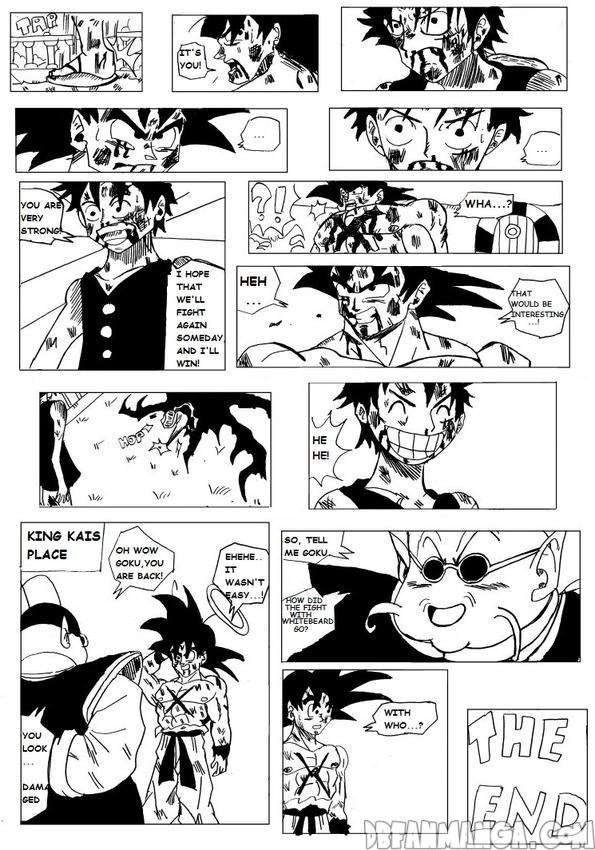 TAP
IT'S
YOU!
...
...
YOU ARE
VERY
STRONG!
I HOPE
THAT
WE'LL
FIGHT
AGAIN
SOMEDAY,
AND I'LL
WIN!
?!
WHA...?
HEH
...
THAT
WOULD BE
INTERESTING
...!
HOP!
HE
HE!
KING KAIS
PLACE
OH WOW
GOKU,YOU
ARE BACK!
EHEHE..
IT
WASN'T
EASY...!
YOU
LOOK
...
DAMA
GED
SO, TELL
ME GOKU...
HOW DID
THE FIGHT
WITH
WHITEBEARD
GO?
WITH
WHO...?
THE
END
DBFANMANGA.COM